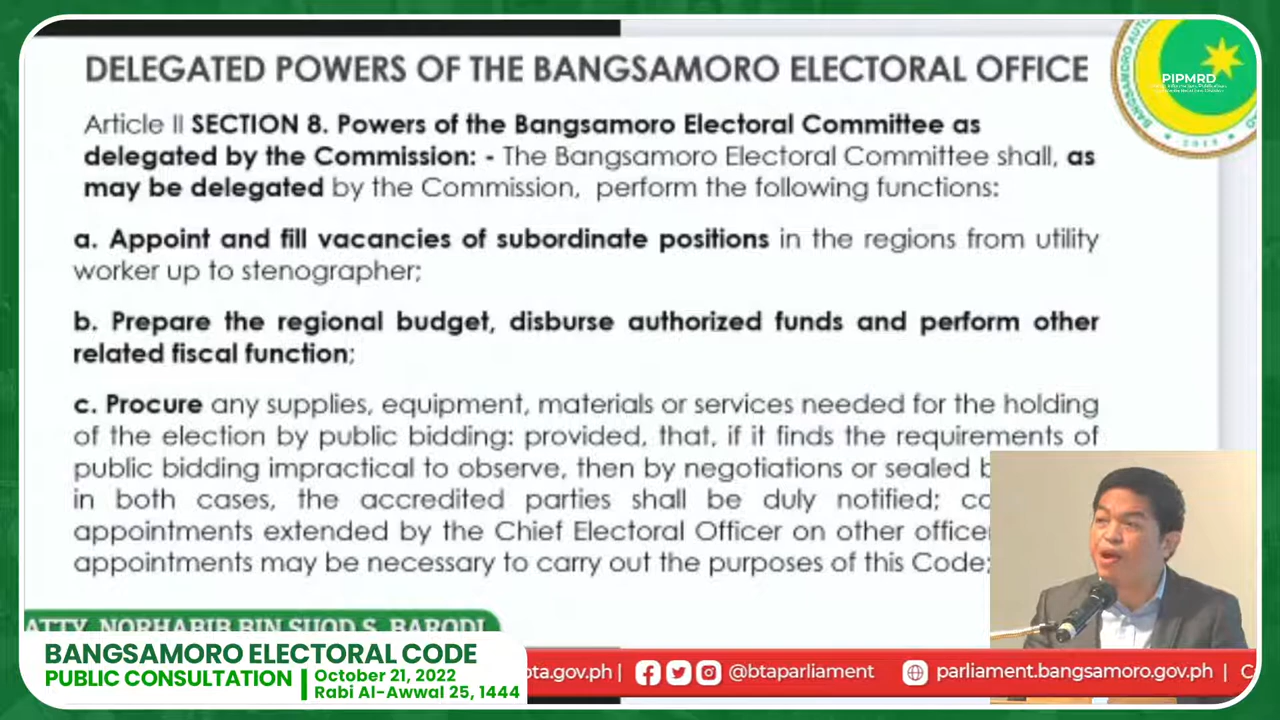 DELEGATED POWERS OF THE BANGSAMORO ELECTORAL OFFICE
PIPMRD
Article II SECTION 8. Powers of the Bangsamoro Electoral Committee as
delegated by the Commission: - The Bangsamoro Electoral Committee shall, as
may be delegated by the Commission, perform the following functions:
a. Appoint and fill vacancies of subordinate positions in the regions from utility
worker up to stenographer;
b. Prepare the regional budget, disburse authorized funds and perform other
related fiscal function;
c. Procure any supplies, equipment, materials or services needed for the holding
of the election by public bidding: provided, that, if it finds the requirements of
public bidding impractical to observe, then by negotiations or sealed
in both cases, the accredited parties shall be duly notified;
appointments extended by the Chief Electoral Officer on other
appointments may be necessary to carry out the purposes of this Code;
ATTY. NORHABIB BIN SUOD S. BARODI
BANGSAMORO ELECTORAL CODE
PUBLIC CONSULTATION
October 21, 2022
Rabi Al-Awwal 25, 1444
ota.gov.ph | @btaparliament parliament.bangsamoro.gov.ph |